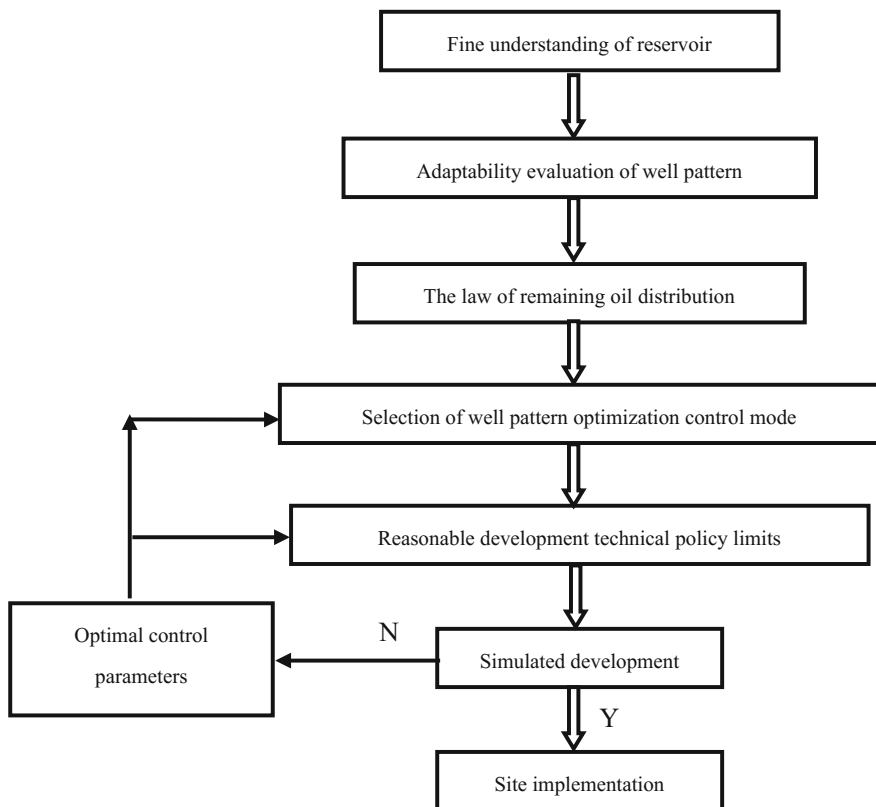 Fine understanding of reservoir
Adaptability evaluation of well pattern
The law of remaining oil distribution
Selection of well pattern optimization control mode
Reasonable development technical policy limits
Optimal control
parameters
N
Simulated development
Y
Site implementation